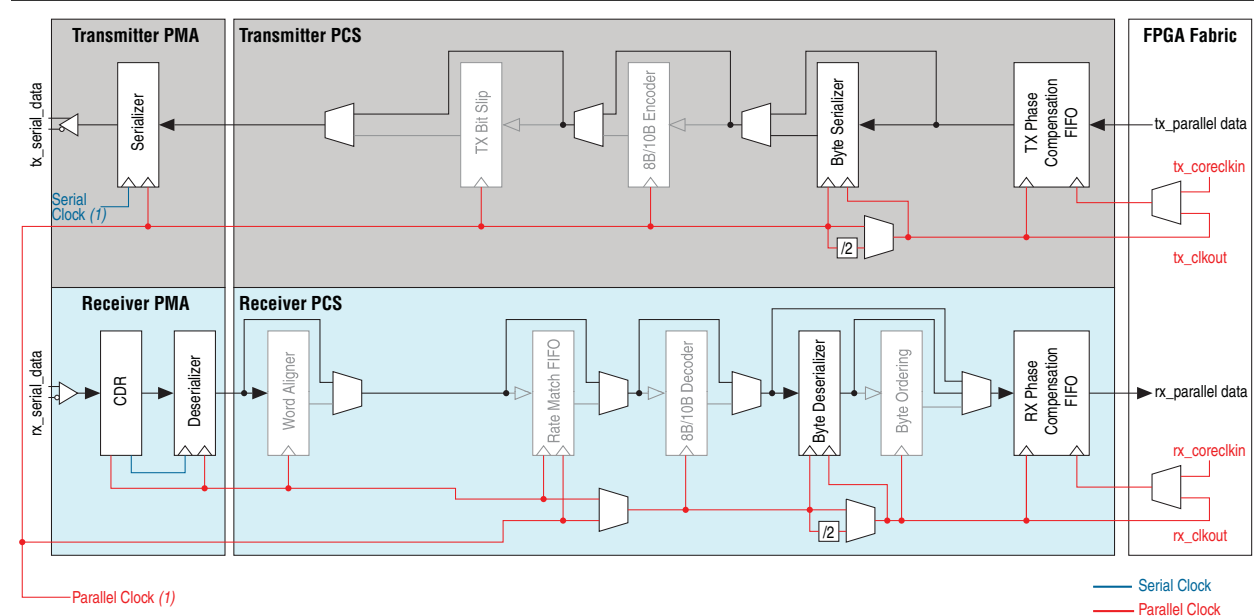 Transmitter PMA
Transmitter PCS
FPGA Fabric
tx_serial_data
Serializer
TX Bit Slip
8B/10B Encoder
Byte Serializer
TX Phase
Compensation
FIFO
tx_parallel data
tx_coreclkin
Serial
Clock (1)
/2
tx_clkout
Receiver PMA
Receiver PCS
rx_serial_data
CDR
Deserializer
Word Aligner
Rate Match FIFO
8B/10B Decoder
Byte Deserializer
Byte Ordering
RX Phase
Compensation
FIFO
rx_parallel data
rx_coreclkin
/2
rx_clkout
Parallel Clock (1)
Serial Clock
Parallel Clock